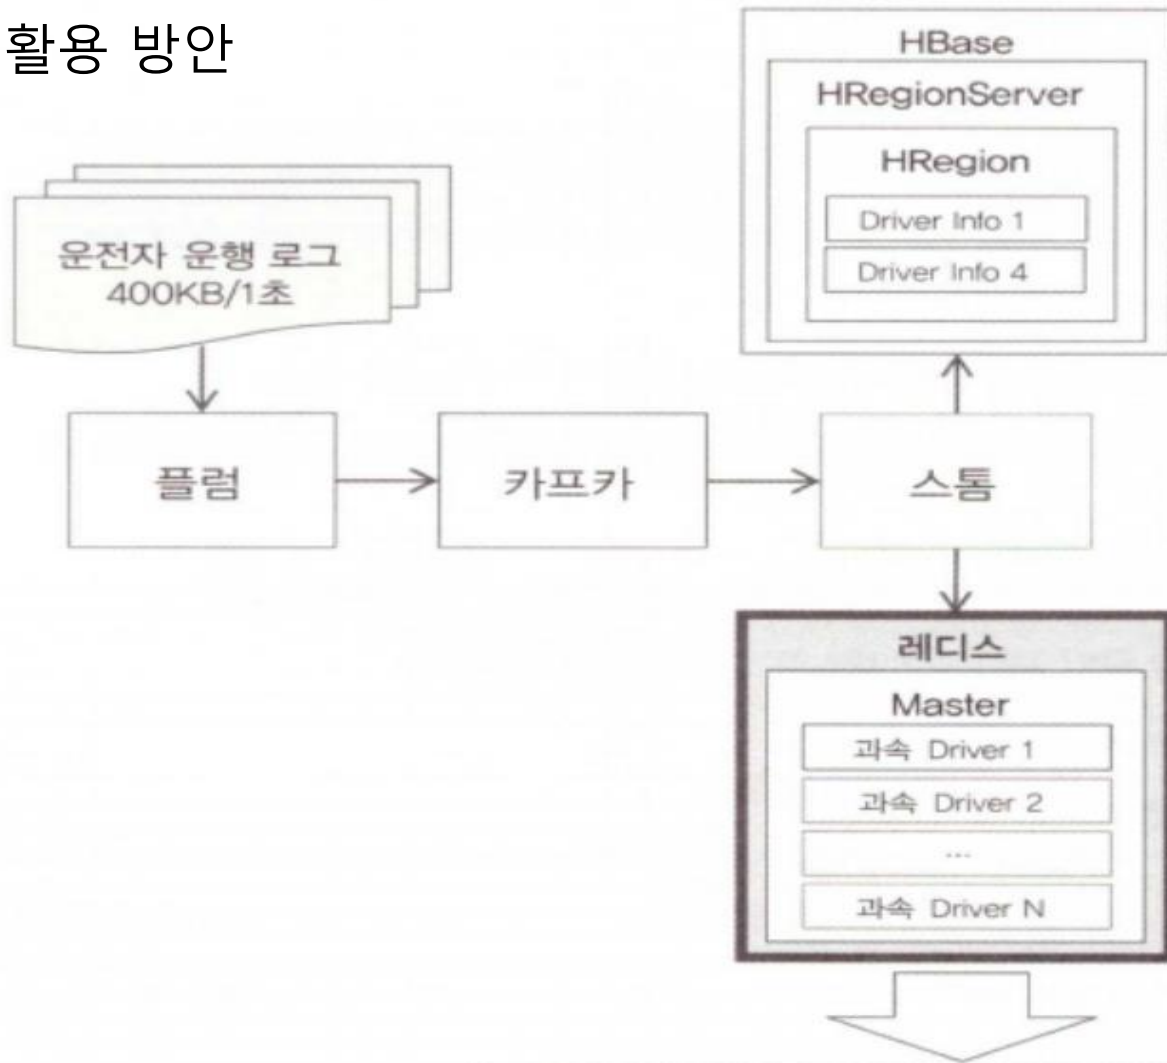 활용 방안
HBase
HRegionServer
HRegion
Driver Info 1
Driver Info 4
운전자 운행 로그
400KB/1초
플럼
카프카
스톰
레디스
Master
과속 Driver 1
과속 Driver 2
...
과속 Driver N